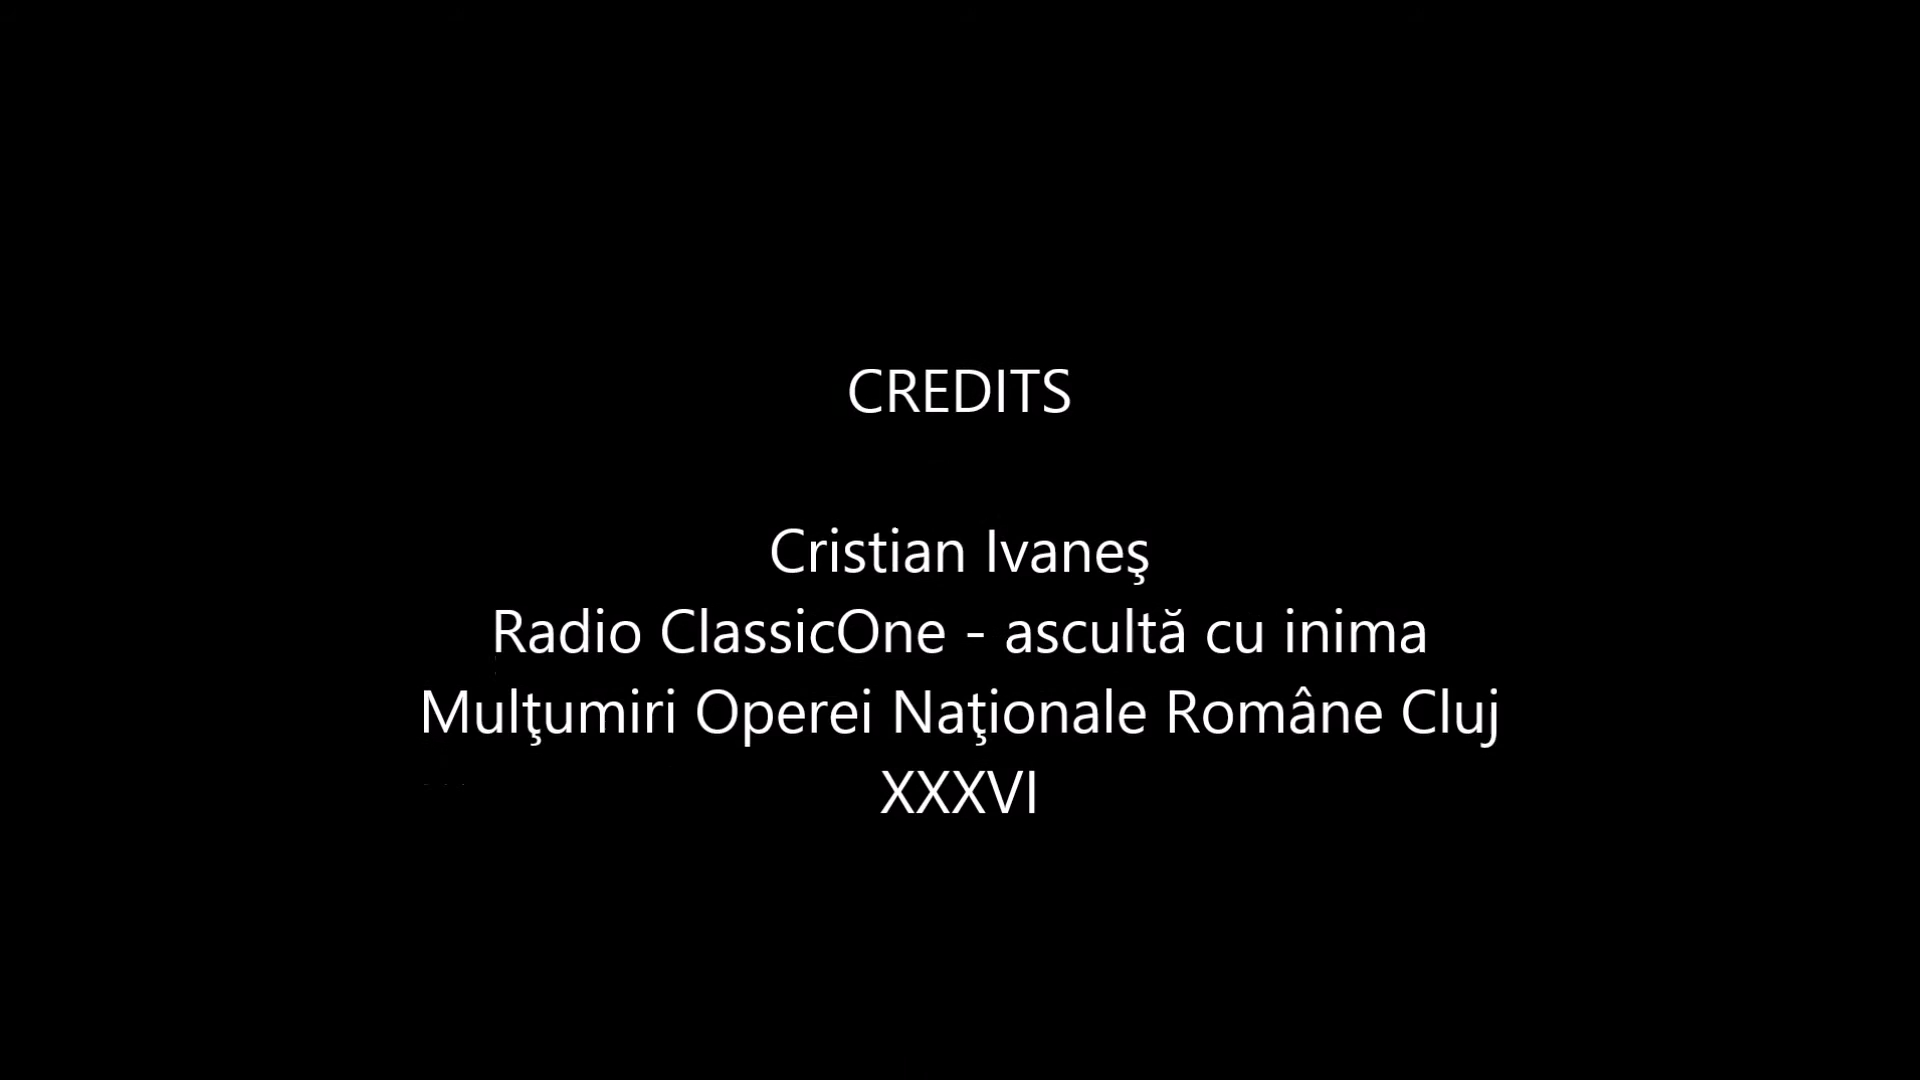 CREDITS
Cristian Ivaneş
Radio ClassicOne - ascultă cu inima
Mulţumiri Operei Naţionale Române Cluj
XXXVI